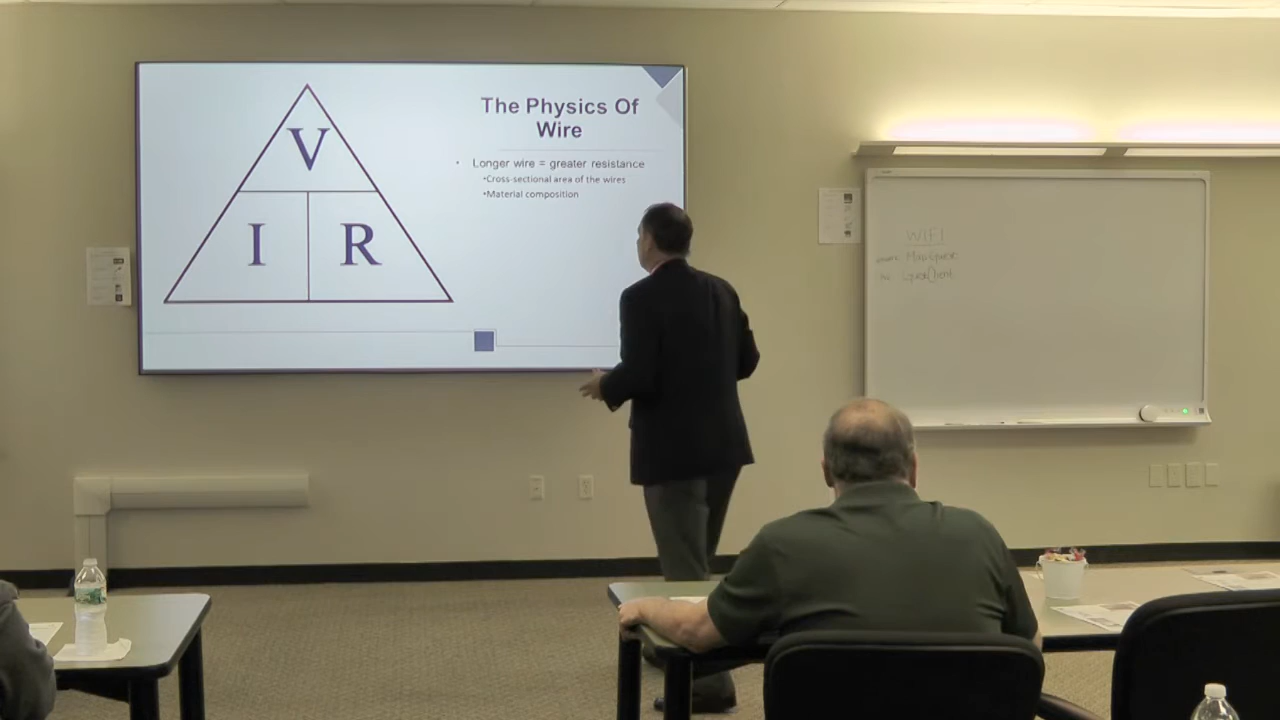 V
I R
The Physics Of
Wire
• Longer wire = greater resistance
•Cross-sectional area of the wires
•Material composition
WIFI